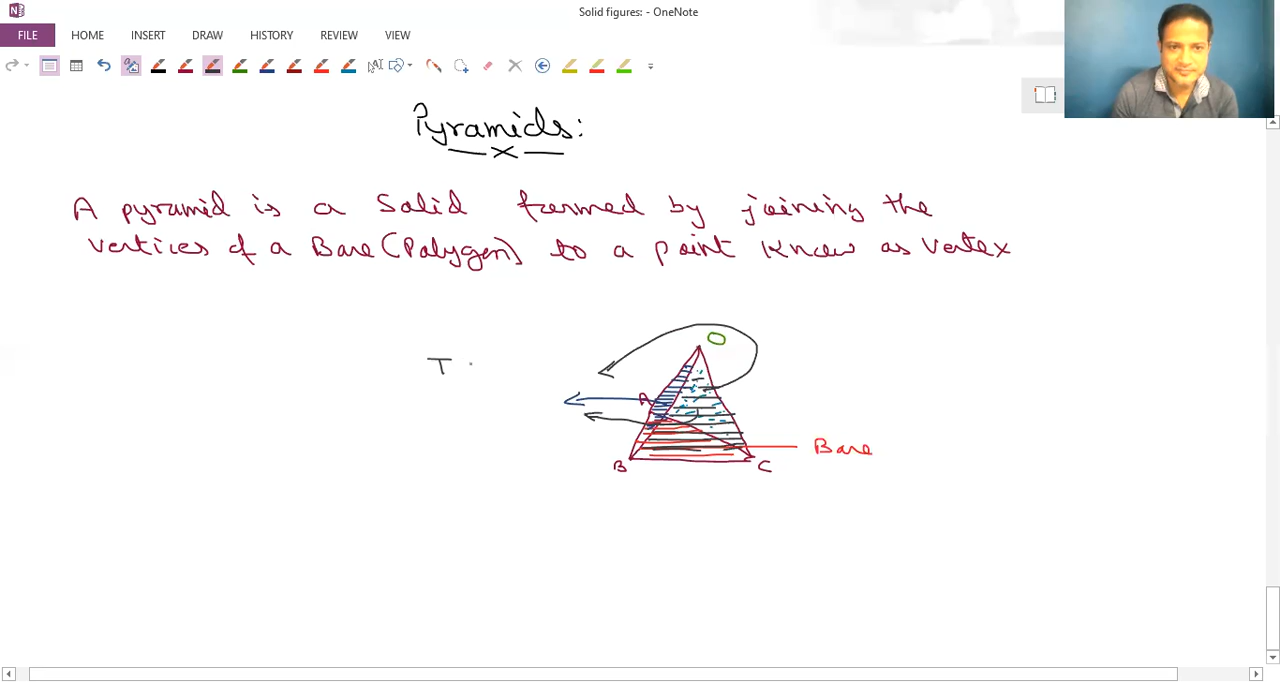 Solid figures: - OneNote
FILE HOME INSERT DRAW HISTORY REVIEW VIEW
Pyramids:
A pyramid is a Solid formed by joining the
vertices of a Base (Polygon) to a point know as vertex
O
T
A
Base
B C